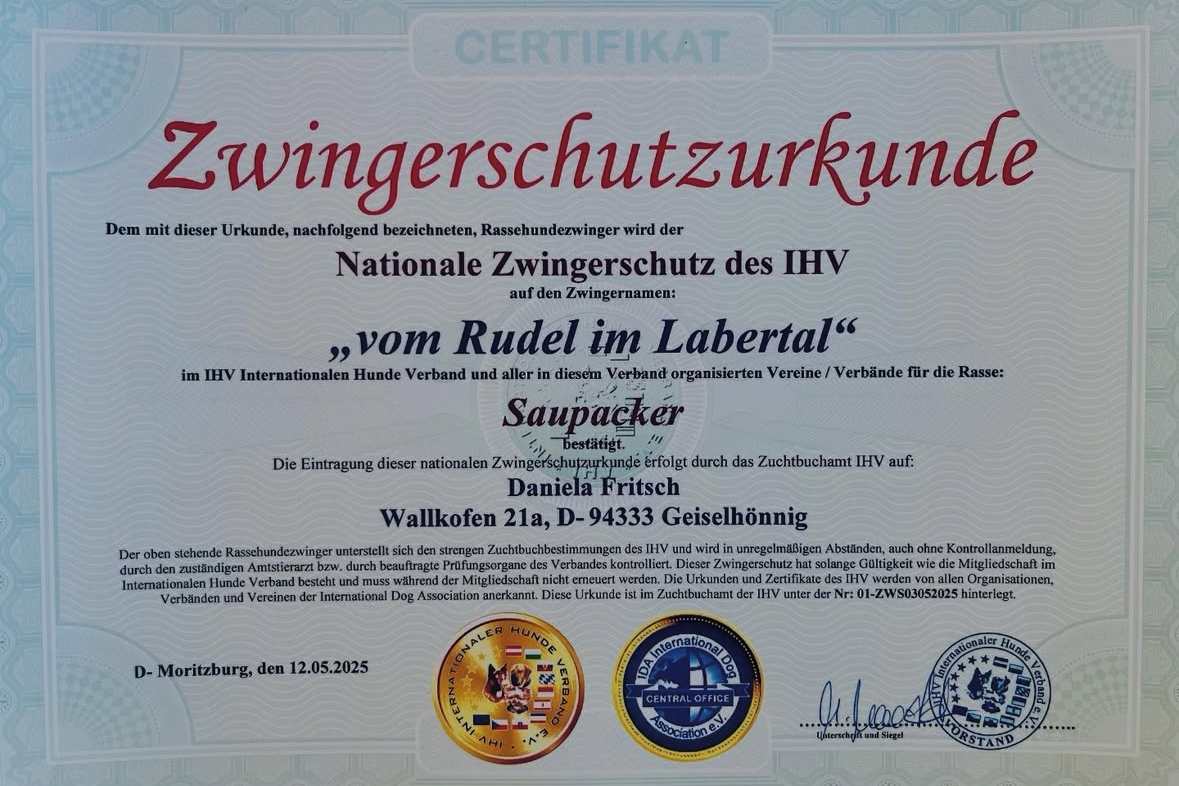 CERTIFIKAT
Zwingerschutzurkunde
Dem mit dieser Urkunde, nachfolgend bezeichneten, Rassehundezwinger wird der
Nationale Zwingerschutz des IHV
auf den Zwingernamen:
„vom Rudel im Labertal“
im IHV Internationalen Hunde Verband und aller in diesem Verband organisierten Vereine / Verbände für die Rasse:
Saupacker
bestätigt.
Die Eintragung dieser nationalen Zwingerschutzurkunde erfolgt durch das Zuchtbuchamt IHV auf:
Daniela Fritsch
Wallkofen 21a, D- 94333 Geiselhönnig
Der oben stehende Rassehundezwinger unterstellt sich den strengen Zuchtbuchbestimmungen des IHV und wird in unregelmäßigen Abständen, auch ohne Kontrollanmeldung,
durch den zuständigen Amtstierarzt bzw. durch beauftragte Prüfungsorgane des Verbandes kontrolliert. Dieser Zwingerschutz hat solange Gültigkeit wie die Mitgliedschaft im
Internationalen Hunde Verband besteht und muss während der Mitgliedschaft nicht erneuert werden. Die Urkunden und Zertifikate des IHV werden von allen Organisationen,
Verbänden und Vereinen der International Dog Association anerkannt. Diese Urkunde ist im Zuchtbuchamt der IHV unter der Nr: 01-ZWS03052025 hinterlegt.
D- Moritzburg, den 12.05.2025
IHV INTERNATIONALER HUNDE VERBAND E.V.
IDA International Dog
CENTRAL OFFICE
Association e.V.
IHV Internationaler Hunde Verband e.V.
VORSTAND
Unterschrift und Siegel